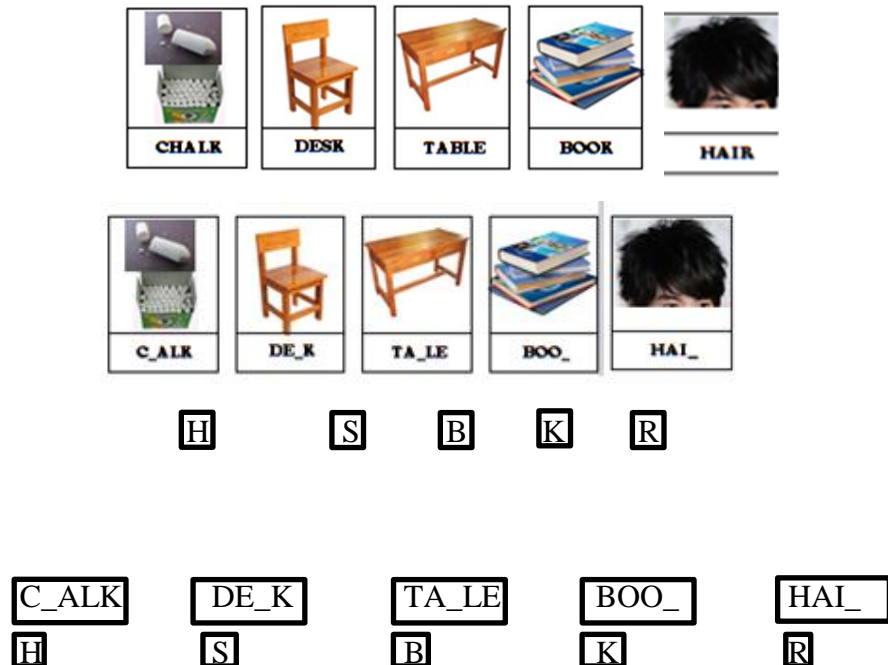 CHALK DESK TABLE BOOK HAIR
C_ALK DE_K TA_LE BOO_ HAI_
H S B K R
C_ALK DE_K TA_LE BOO_ HAI_
H S B K R